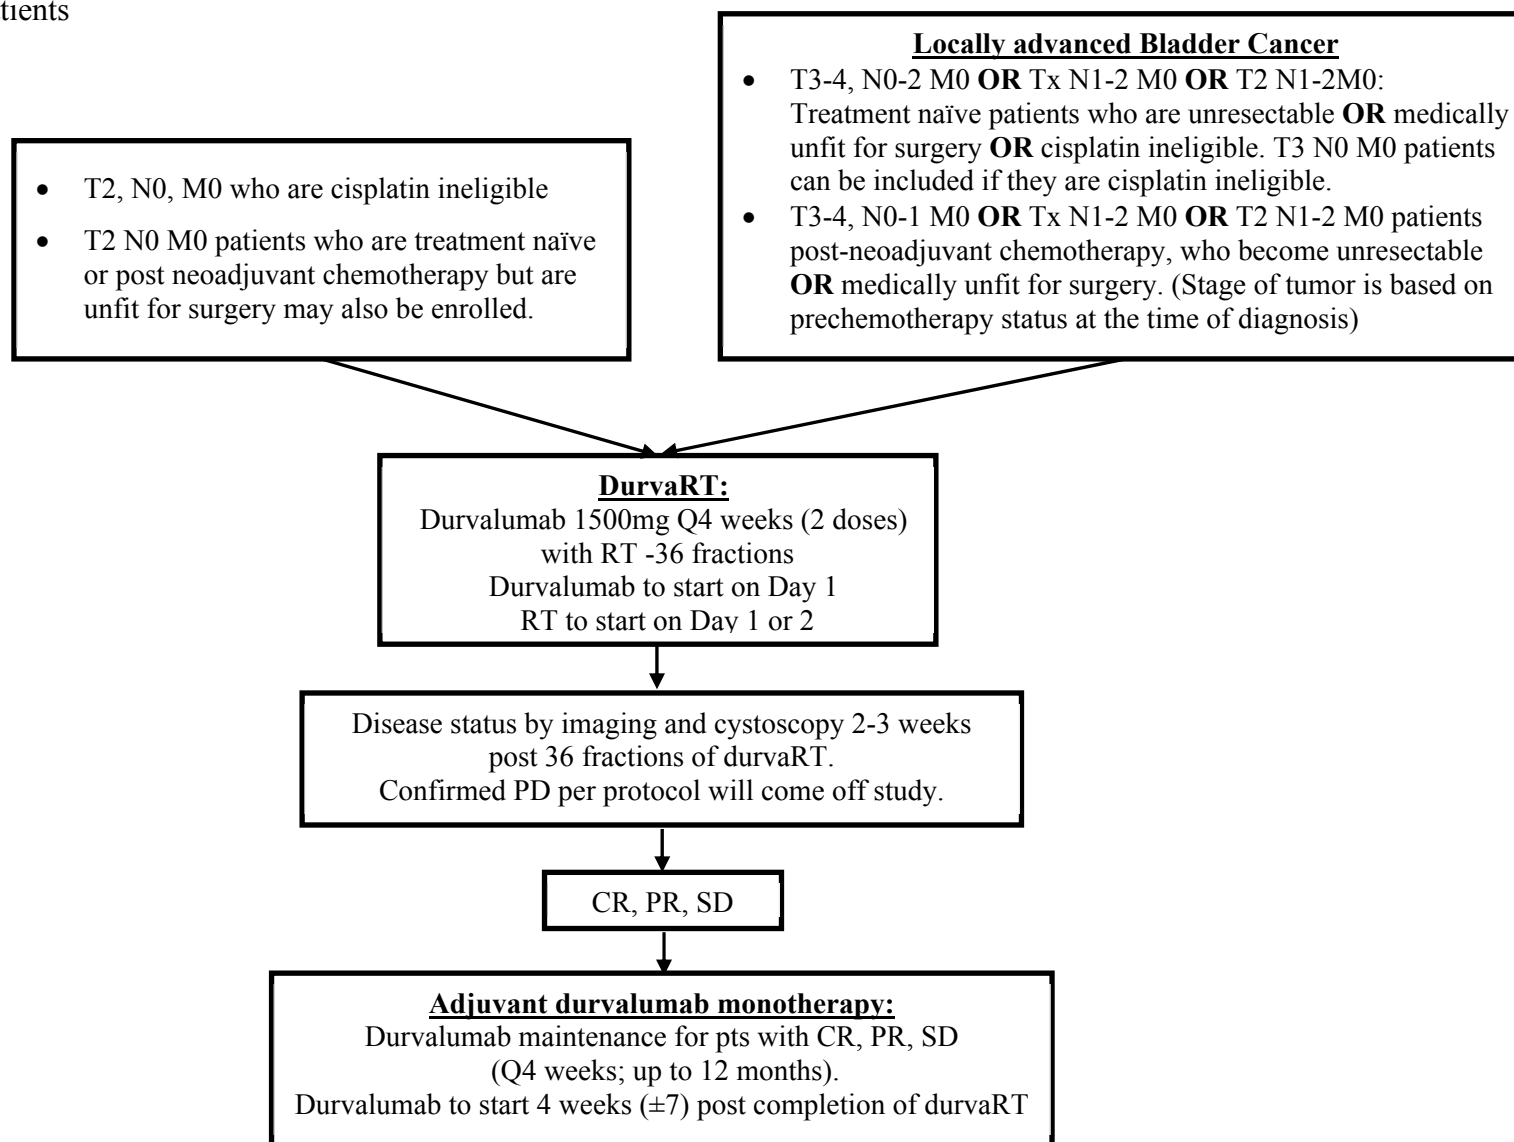 • T2, N0, M0 who are cisplatin ineligible
• T2 N0 M0 patients who are treatment naïve
or post neoadjuvant chemotherapy but are
unfit for surgery may also be enrolled.
Locally advanced Bladder Cancer
• T3-4, N0-2 M0 OR Tx N1-2 M0 OR T2 N1-2M0:
Treatment naïve patients who are unresectable OR medically
unfit for surgery OR cisplatin ineligible. T3 N0 M0 patients
can be included if they are cisplatin ineligible.
• T3-4, N0-1 M0 OR Tx N1-2 M0 OR T2 N1-2 M0 patients
post-neoadjuvant chemotherapy, who become unresectable
OR medically unfit for surgery. (Stage of tumor is based on
prechemotherapy status at the time of diagnosis)
DurvaRT:
Durvalumab 1500mg Q4 weeks (2 doses)
with RT -36 fractions
Durvalumab to start on Day 1
RT to start on Day 1 or 2
Disease status by imaging and cystoscopy 2-3 weeks
post 36 fractions of durvaRT.
Confirmed PD per protocol will come off study.
CR, PR, SD
Adjuvant durvalumab monotherapy:
Durvalumab maintenance for pts with CR, PR, SD
(Q4 weeks; up to 12 months).
Durvalumab to start 4 weeks (±7) post completion of durvaRT